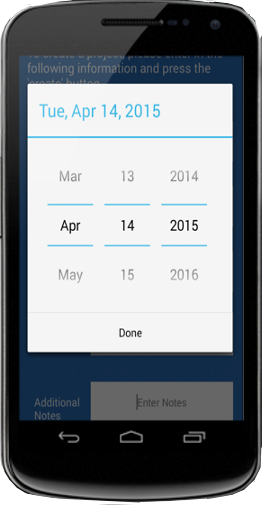 To create a project, please enter in the
following information and press the
'create' button
Tue, Apr 14, 2015
Mar 13 2014
Apr 14 2015
May 15 2016
Done
Additional
Notes
Enter Notes